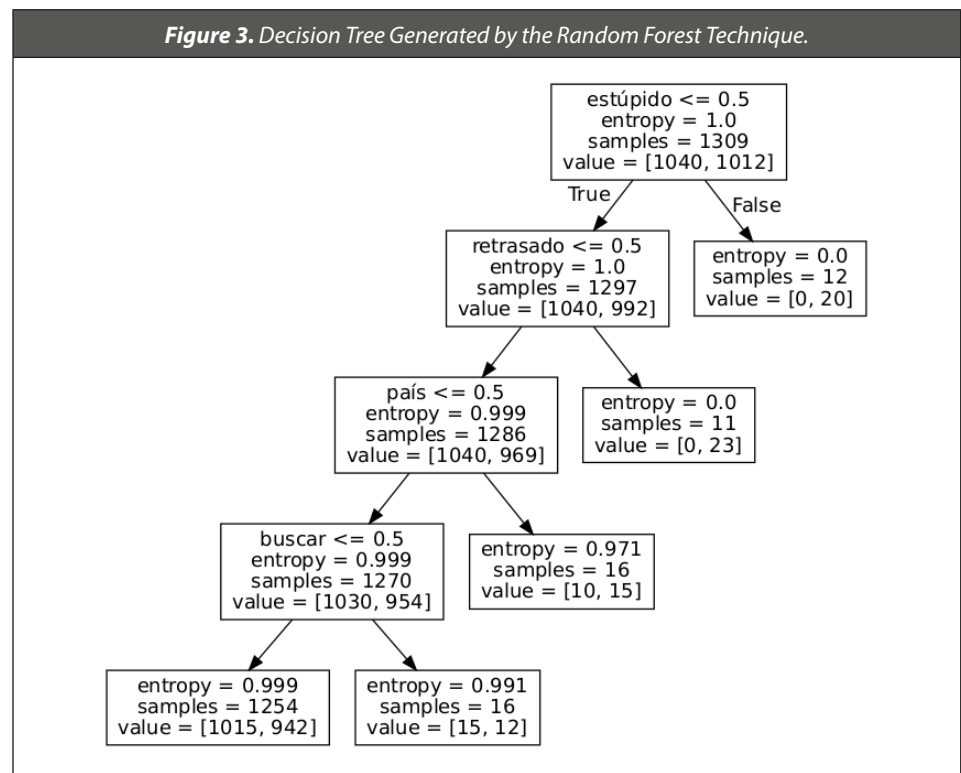 Figure 3. Decision Tree Generated by the Random Forest Technique.
estúpido <= 0.5
entropy = 1.0
samples = 1309
value = [1040, 1012]
True
False
retrasado <= 0.5
entropy = 1.0
samples = 1297
value = [1040, 992]
entropy = 0.0
samples = 12
value = [0, 20]
país <= 0.5
entropy = 0.999
samples = 1286
value = [1040, 969]
entropy = 0.0
samples = 11
value = [0, 23]
buscar <= 0.5
entropy = 0.999
samples = 1270
value = [1030, 954]
entropy = 0.971
samples = 16
value = [10, 15]
entropy = 0.999
samples = 1254
value = [1015, 942]
entropy = 0.991
samples = 16
value = [15, 12]